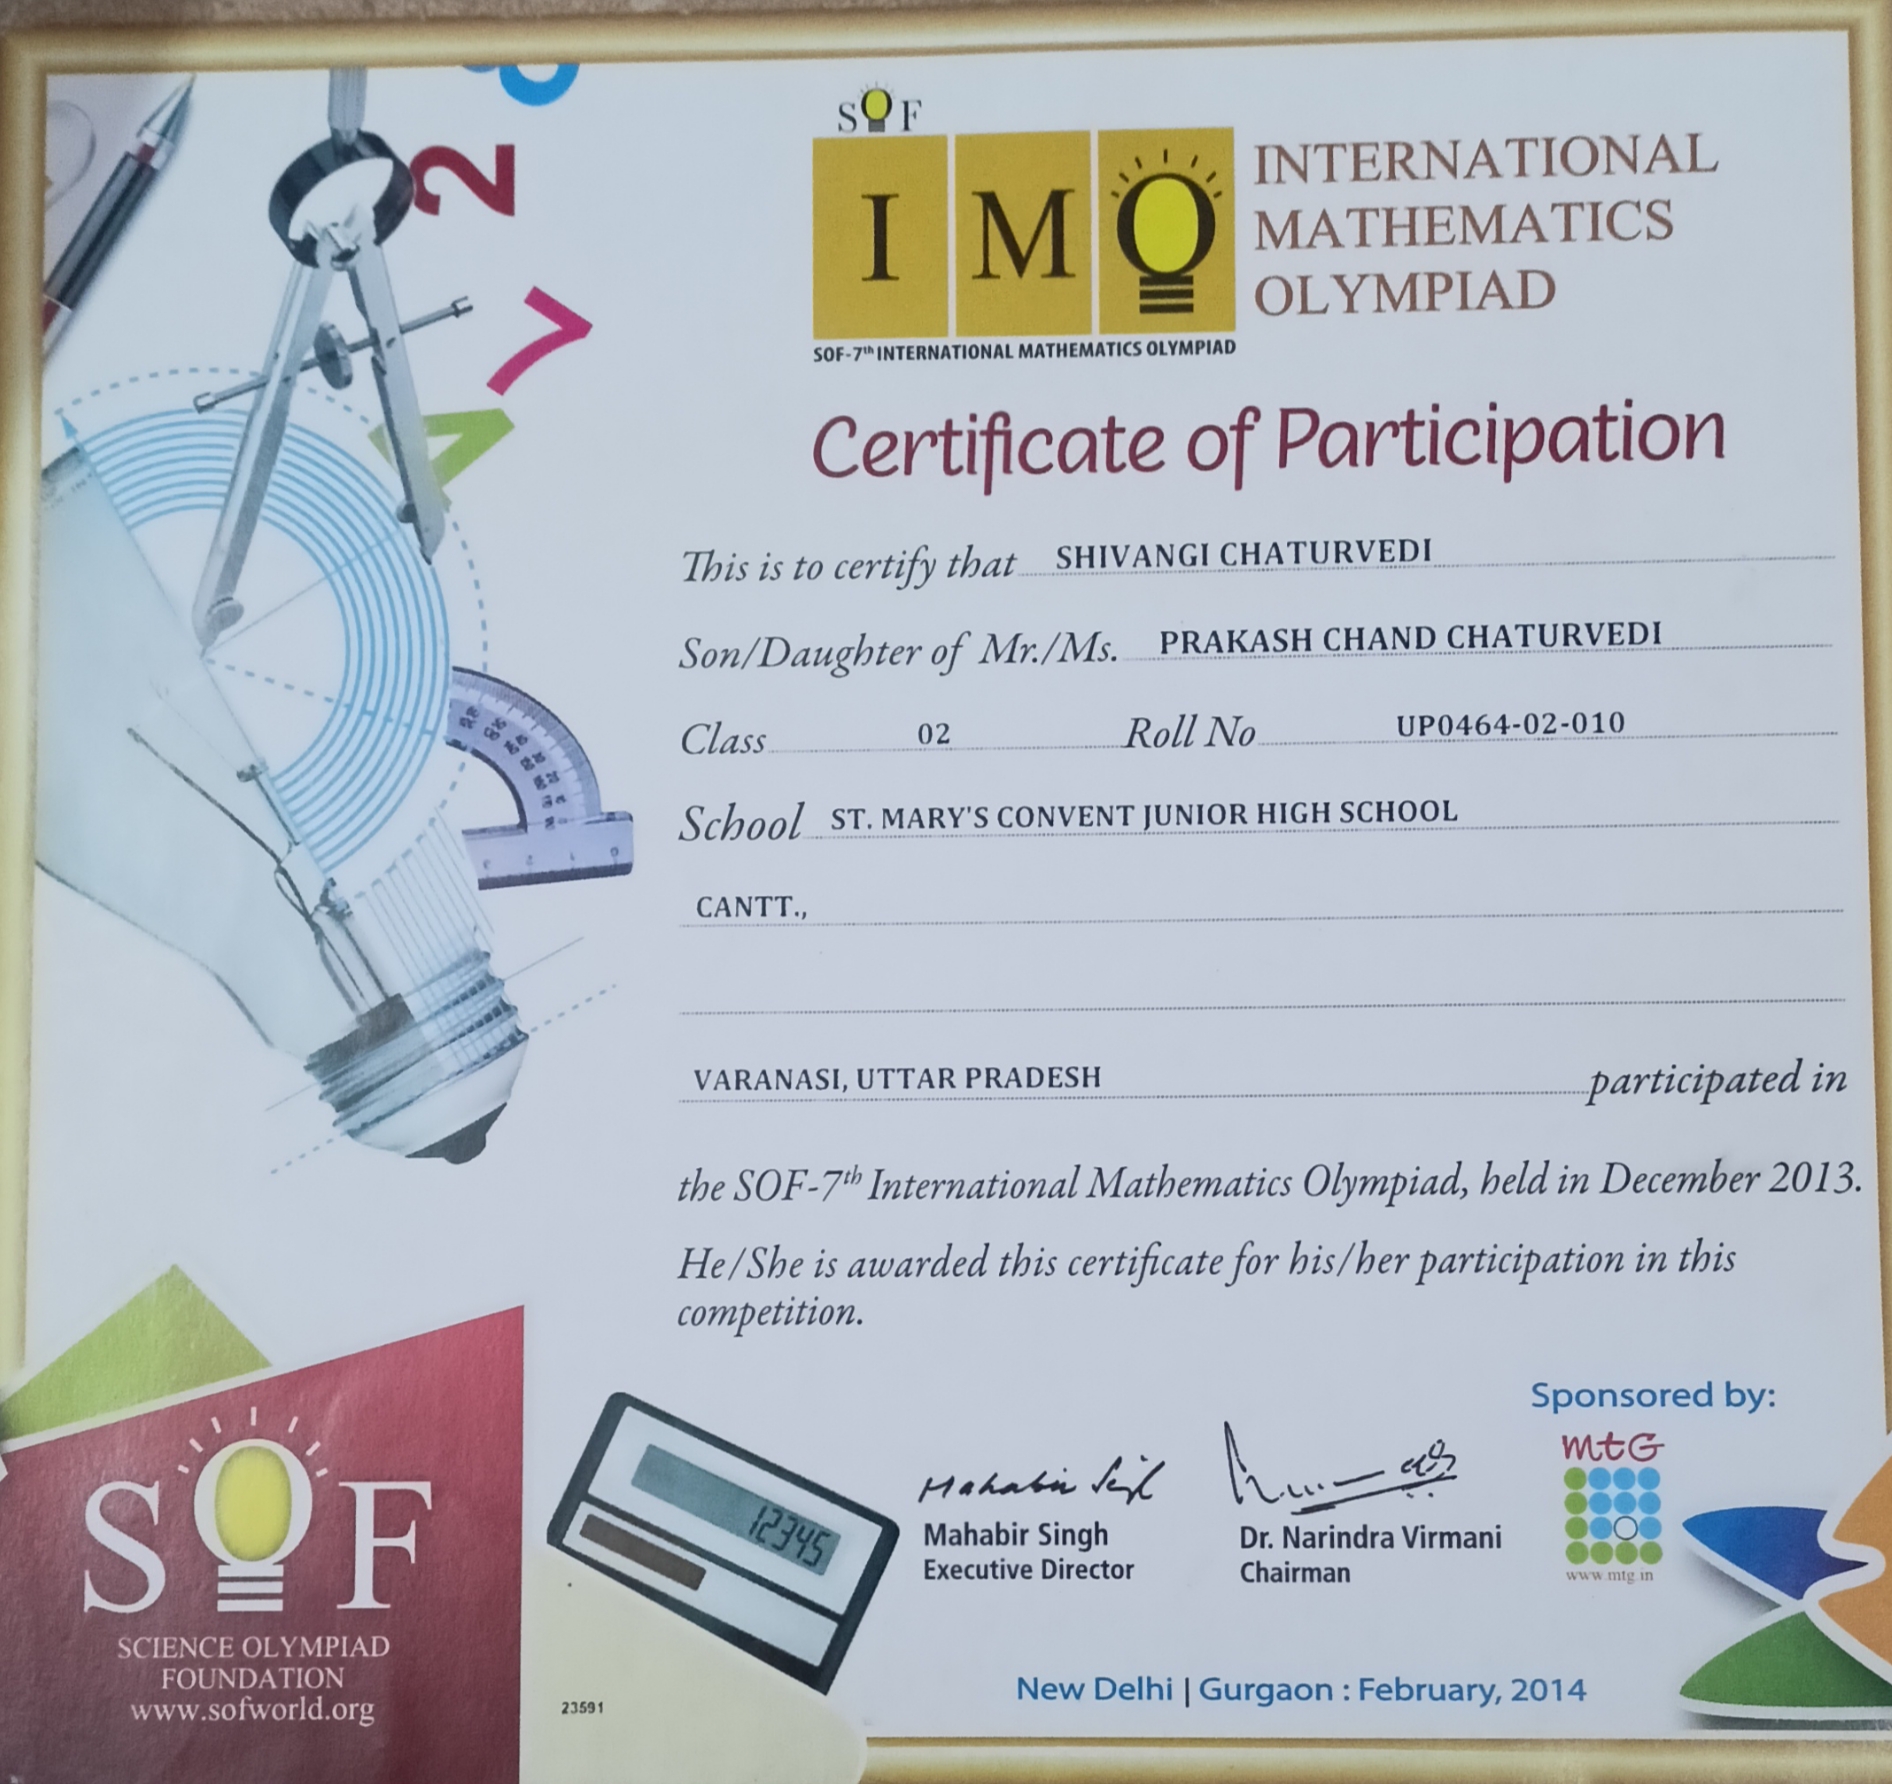 SOF
IMO
INTERNATIONAL
MATHEMATICS
OLYMPIAD
SOF-7th INTERNATIONAL MATHEMATICS OLYMPIAD
Certificate of Participation
This is to certify that SHIVANGI CHATURVEDI
Son/Daughter of Mr./Ms. PRAKASH CHAND CHATURVEDI
Class 02 Roll No UP0464-02-010
School ST. MARY'S CONVENT JUNIOR HIGH SCHOOL
CANTT.,
VARANASI, UTTAR PRADESH participated in
the SOF-7th International Mathematics Olympiad, held in December 2013.
He/She is awarded this certificate for his/her participation in this
competition.
Sponsored by:
mtG
www.mtg.in
Mahabir Singh
Mahabir Singh
Executive Director
Dr. Narindra Virmani
Chairman
New Delhi | Gurgaon : February, 2014
SOF
SCIENCE OLYMPIAD
FOUNDATION
www.sofworld.org
23591
12345
2
7